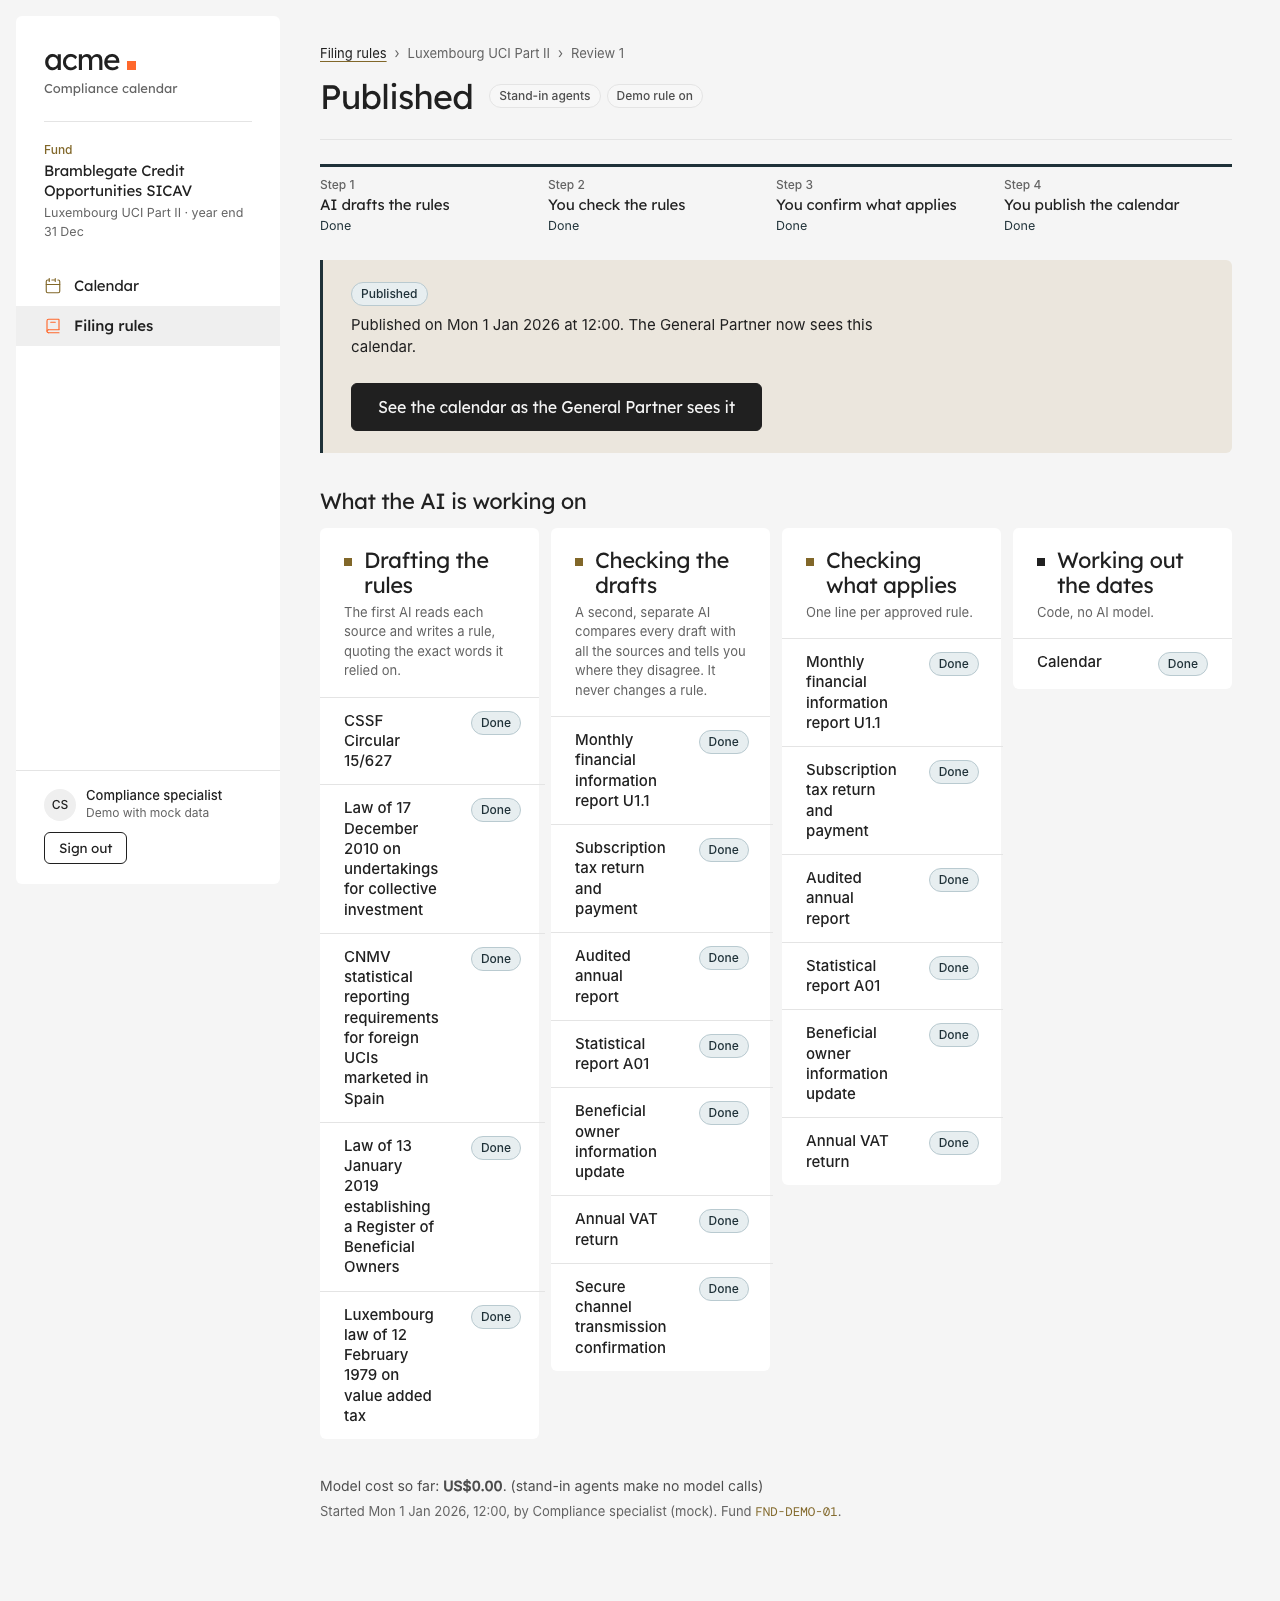 acme
Compliance calendar
Fund
Bramblegate Credit
Opportunities SICAV
Luxembourg UCI Part II · year end
31 Dec
Calendar
Filing rules
CS
Compliance specialist
Demo with mock data
Sign out
Filing rules › Luxembourg UCI Part II › Review 1
Published
Stand-in agents
Demo rule on
Step 1
AI drafts the rules
Done
Step 2
You check the rules
Done
Step 3
You confirm what applies
Done
Step 4
You publish the calendar
Done
Published
Published on Mon 1 Jan 2026 at 12:00. The General Partner now sees this
calendar.
See the calendar as the General Partner sees it
What the AI is working on
Drafting the
rules
The first AI reads each
source and writes a rule,
quoting the exact words it
relied on.
CSSF
Circular
15/627
Done
Law of 17
December
2010 on
undertakings
for collective
investment
Done
CNMV
statistical
reporting
requirements
for foreign
UCIs
marketed in
Spain
Done
Law of 13
January
2019
establishing
a Register of
Beneficial
Owners
Done
Luxembourg
law of 12
February
1979 on
value added
tax
Done
Checking the
drafts
A second, separate AI
compares every draft with
all the sources and tells you
where they disagree. It
never changes a rule.
Monthly
financial
information
report U1.1
Done
Subscription
tax return
and
payment
Done
Audited
annual
report
Done
Statistical
report A01
Done
Beneficial
owner
information
update
Done
Annual VAT
return
Done
Secure
channel
transmission
confirmation
Done
Checking
what applies
One line per approved rule.
Monthly
financial
information
report U1.1
Done
Subscription
tax return
and
payment
Done
Audited
annual
report
Done
Statistical
report A01
Done
Beneficial
owner
information
update
Done
Annual VAT
return
Done
Working out
the dates
Code, no AI model.
Calendar
Done
Model cost so far: US$0.00. (stand-in agents make no model calls)
Started Mon 1 Jan 2026, 12:00, by Compliance specialist (mock). Fund FND-DEMO-01.